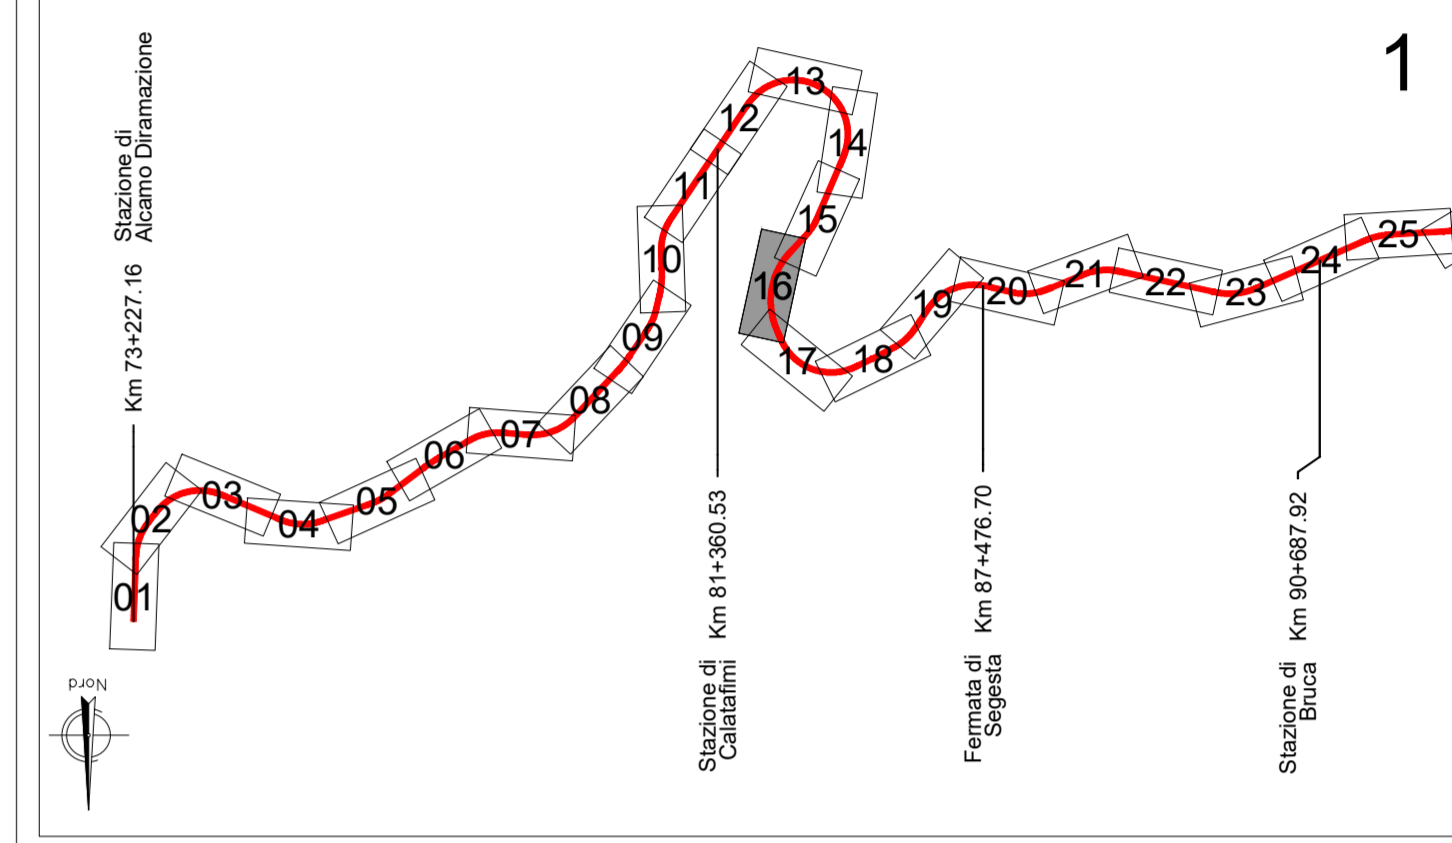 1
Stazione di
Alcamo Diramazione
Km 73+227.16
01
02
03
04
05
06
07
08
09
10
11
12
13
14
15
16
17
18
19
20
21
22
23
24
25
Km 81+360.53
Stazione di
Calatafimi
Km 87+476.70
Fermata di
Segesta
Km 90+687.92
Stazione di
Bruca
Nord